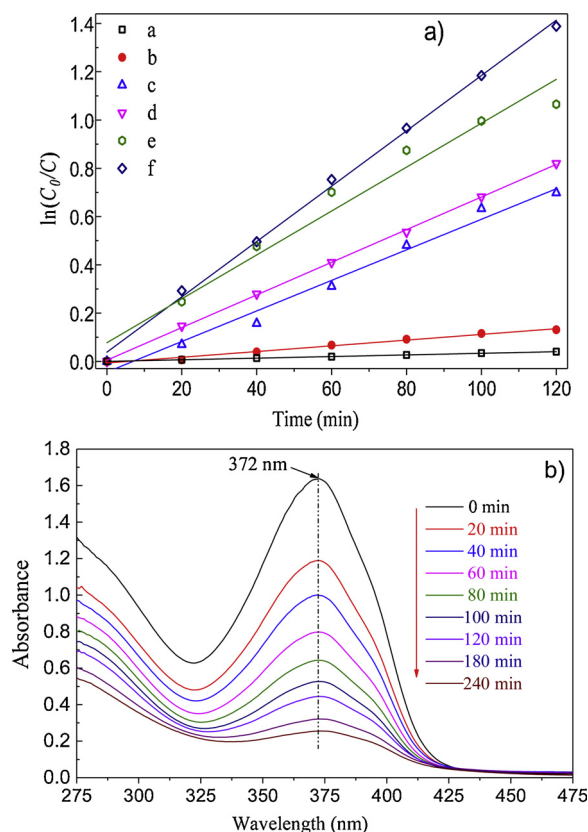 a)
a
b
c
d
e
f
1.4
1.2
1.0
0.8
0.6
0.4
0.2
0.0
ln(C₀/C)
0 20 40 60 80 100 120
Time (min)
b)
372 nm
0 min
20 min
40 min
60 min
80 min
100 min
120 min
180 min
240 min
1.8
1.6
1.4
1.2
1.0
0.8
0.6
0.4
0.2
0.0
Absorbance
275 300 325 350 375 400 425 450 475
Wavelength (nm)